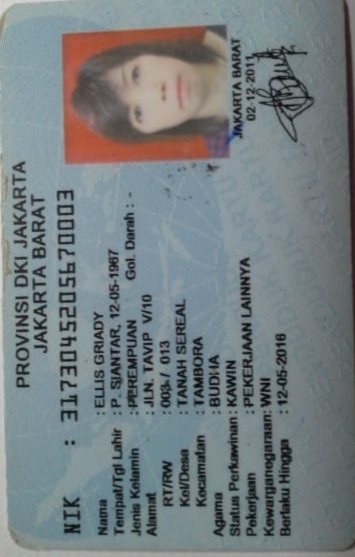 PROVINSI DKI JAKARTA
JAKARTA BARAT
NIK : 3173045205670003
Nama : ELLIS GRIADY
Tempat/Tgl Lahir : P. SIANTAR, 12-05-1967
Jenis Kelamin : PEREMPUAN Gol. Darah : -
Alamat : JLN. TAVIP V/10
RT/RW : / 013
Kel/Desa : TANAH SEREAL
Kecamatan : TAMBORA
Agama : BUDHA
Status Perkawinan : KAWIN
Pekerjaan : PEKERJAAN LAINNYA
Kewarganegaraan: WNI
Berlaku Hingga : 12-05-2016
JAKARTA BARAT
02-12-2011